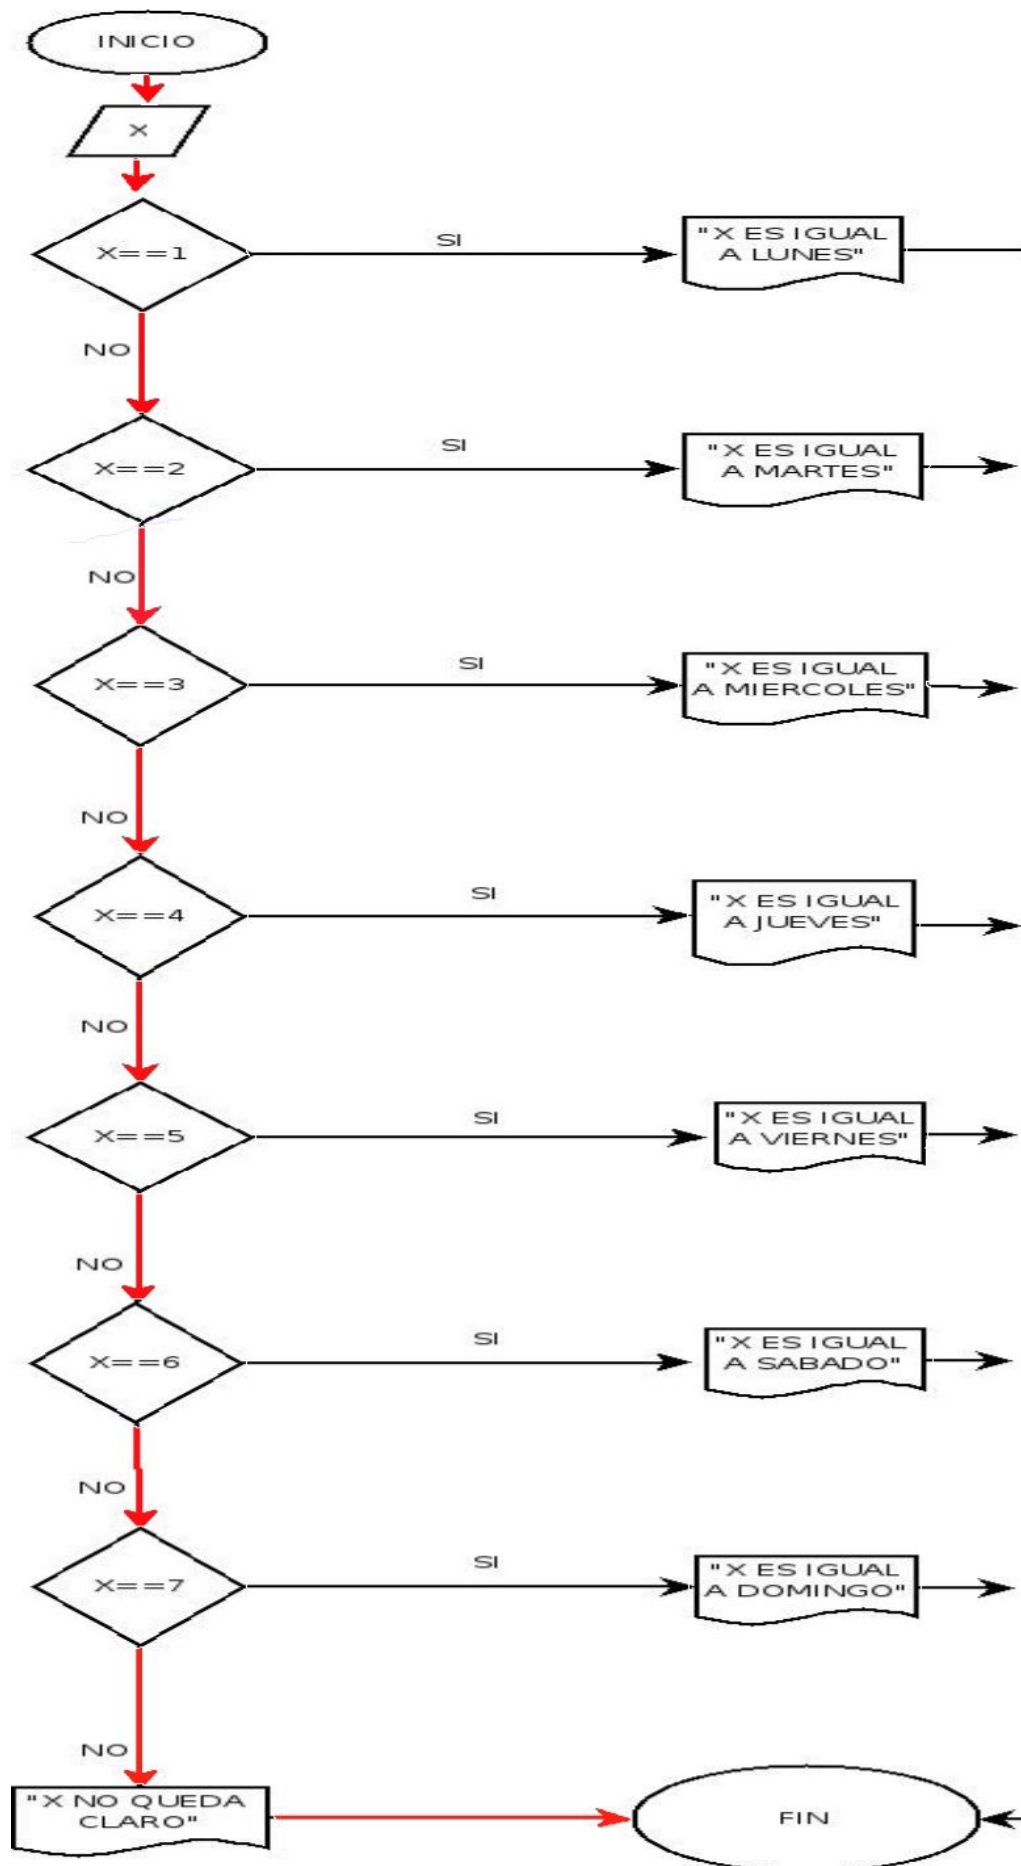 INICIO
X
X==1
SI
"X ES IGUAL
A LUNES"
NO
X==2
SI
"X ES IGUAL
A MARTES"
NO
X==3
SI
"X ES IGUAL
A MIERCOLES"
NO
X==4
SI
"X ES IGUAL
A JUEVES"
NO
X==5
SI
"X ES IGUAL
A VIERNES"
NO
X==6
SI
"X ES IGUAL
A SABADO"
NO
X==7
SI
"X ES IGUAL
A DOMINGO"
NO
"X NO QUEDA
CLARO"
FIN